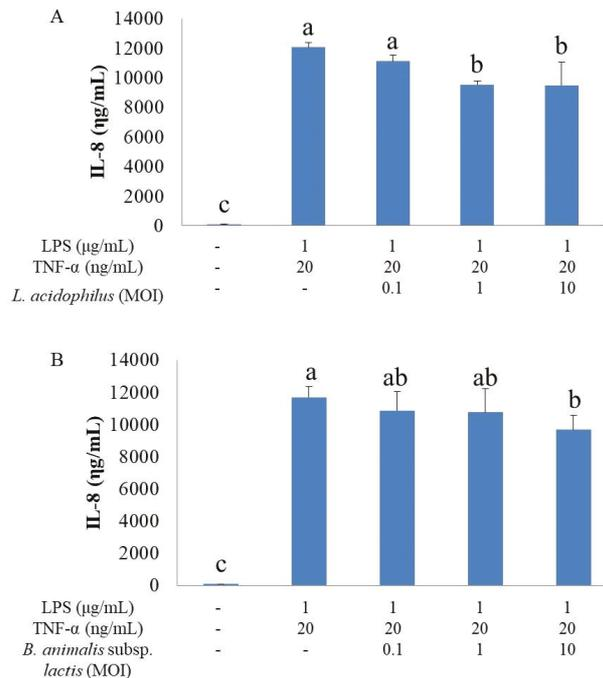 A
IL-8 (ηg/mL)
14000
12000
10000
8000
6000
4000
2000
0
c a a b b
LPS (μg/mL) - 1 1 1 1
TNF-α (ng/mL) - 20 20 20 20
L. acidophilus (MOI) - - 0.1 1 10
B
IL-8 (ηg/mL)
14000
12000
10000
8000
6000
4000
2000
0
c a ab ab b
LPS (μg/mL) - 1 1 1 1
TNF-α (ng/mL) - 20 20 20 20
B. animalis subsp. - - 0.1 1 10
lactis (MOI)